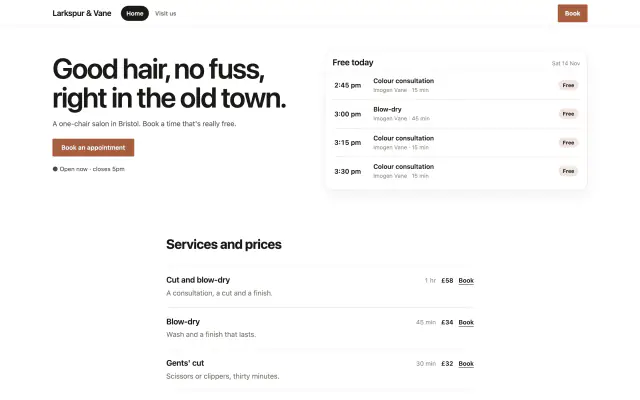 Larkspur & Vane
Home
Visit us
Book
Good hair, no fuss,
right in the old town.
A one-chair salon in Bristol. Book a time that's really free.
Book an appointment
Open now · closes 5pm
Free today
Sat 14 Nov
2:45 pm
Colour consultation
Imogen Vane · 15 min
Free
3:00 pm
Blow-dry
Imogen Vane · 45 min
Free
3:15 pm
Colour consultation
Imogen Vane · 15 min
Free
3:30 pm
Colour consultation
Imogen Vane · 15 min
Free
Services and prices
Cut and blow-dry
1 hr £58 Book
A consultation, a cut and a finish.
Blow-dry
45 min £34 Book
Wash and a finish that lasts.
Gents' cut
30 min £32 Book
Scissors or clippers, thirty minutes.